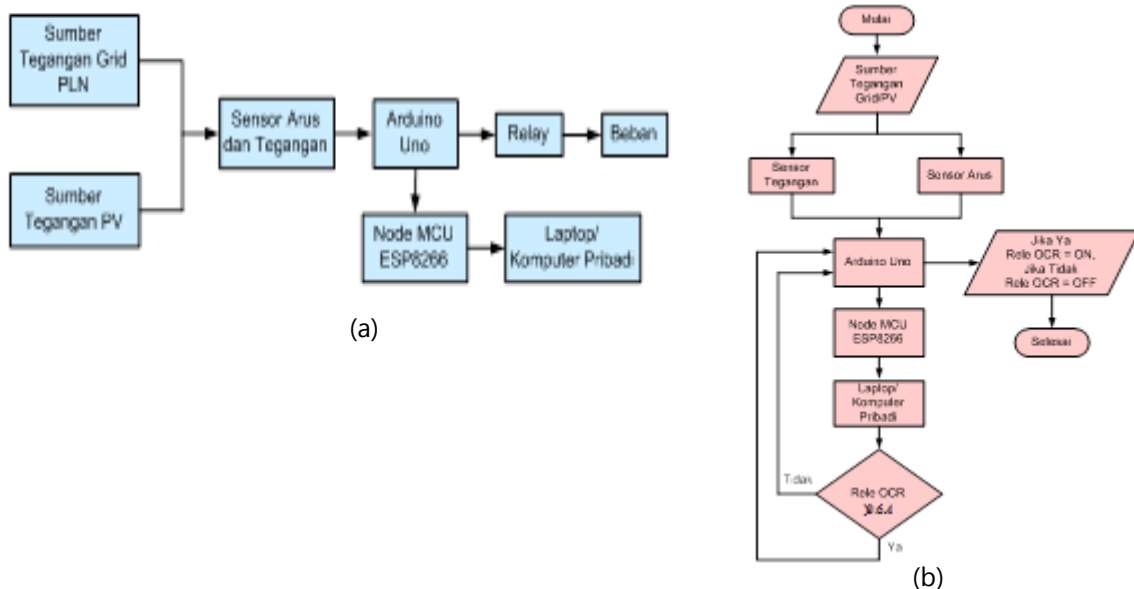 Sumber
Tegangan Grid
PLN
Sumber
Tegangan PV
Sensor Arus
dan Tegangan
Arduino
Uno
Relay
Beban
Node MCU
ESP8266
Laptop/
Komputer Pribadi
(a)
Mulai
Sumber
Tegangan
Grid/PV
Sensor
Tegangan
Sensor Arus
Arduino Uno
Jika Ya
Rele OCR = ON,
Jika Tidak
Rele OCR = OFF
Selesai
Node MCU
ESP8266
Laptop/
Komputer
Pribadi
Tidak
Rele OCR
Ya
(b)